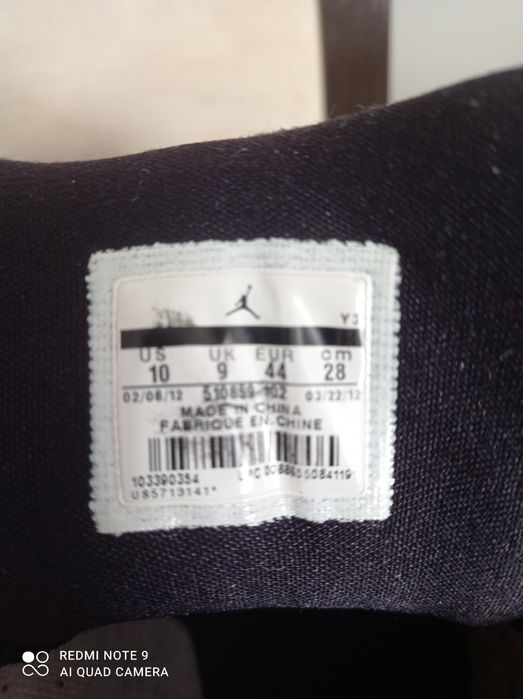 Y3
US UK EUR cm
10 9 44 28
02/08/12 510859-102 03/22/12
MADE IN CHINA
FABRIQUE EN CHINE
103390354 UPC
US5713141*
REDMI NOTE 9
AI QUAD CAMERA